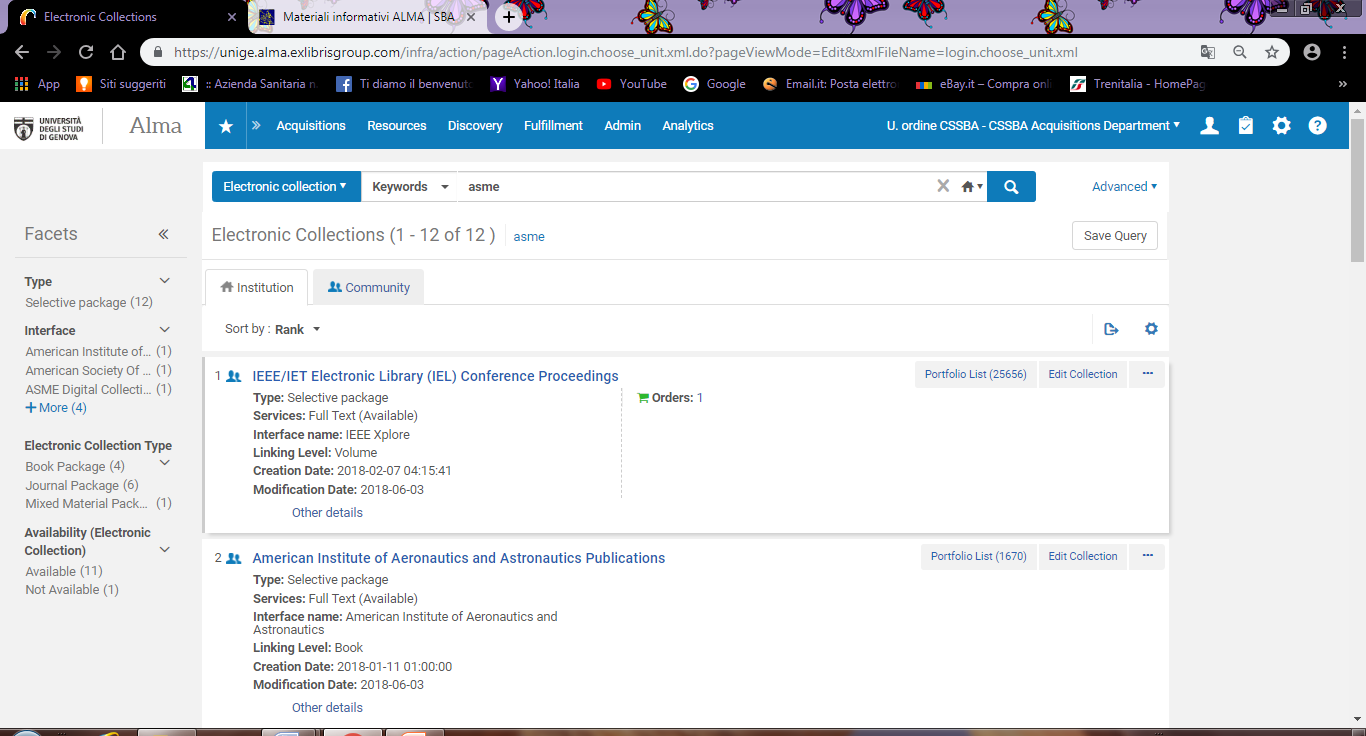 Electronic Collections
Materiali informativi ALMA | SBA
https://unige.alma.exlibrisgroup.com/infra/action/pageAction.login.choose_unit.xml.do?pageViewMode=Edit&xmlFileName=login.choose_unit.xml
App Siti suggeriti :: Azienda Sanitaria n. Ti diamo il benvenuto Yahoo! Italia YouTube Google Email.it: Posta elettro eBay.it – Compra onli Trenitalia - HomePag »
UNIVERSITÀ
DEGLI STUDI
DI GENOVA
Alma
Acquisitions Resources Discovery Fulfillment Admin Analytics U. ordine CSSBA - CSSBA Acquisitions Department
Electronic collection Keywords asme Advanced
Facets
Electronic Collections (1 - 12 of 12 ) asme Save Query
Type
Selective package (12)
Interface
American Institute of... (1)
American Society Of ... (1)
ASME Digital Collecti... (1)
+ More (4)
Electronic Collection Type
Book Package (4)
Journal Package (6)
Mixed Material Pack... (1)
Availability (Electronic
Collection)
Available (11)
Not Available (1)
Institution Community
Sort by : Rank
1 IEEE/IET Electronic Library (IEL) Conference Proceedings Portfolio List (25656) Edit Collection ...
Type: Selective package Orders: 1
Services: Full Text (Available)
Interface name: IEEE Xplore
Linking Level: Volume
Creation Date: 2018-02-07 04:15:41
Modification Date: 2018-06-03
Other details
2 American Institute of Aeronautics and Astronautics Publications Portfolio List (1670) Edit Collection ...
Type: Selective package
Services: Full Text (Available)
Interface name: American Institute of Aeronautics and
Astronautics
Linking Level: Book
Creation Date: 2018-01-11 01:00:00
Modification Date: 2018-06-03
Other details